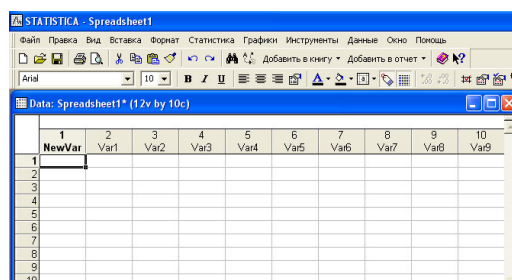 STATISTICA - Spreadsheet1
Файл Правка Вид Вставка Формат Статистика Графики Инструменты Данные Окно Помощь
Добавить в книгу Добавить в отчет
Arial 10 B I U
Data: Spreadsheet1* (12v by 10c)
1 2 3 4 5 6 7 8 9 10
NewVar Var1 Var2 Var3 Var4 Var5 Var6 Var7 Var8 Var9
1
2
3
4
5
6
7
8
9
10